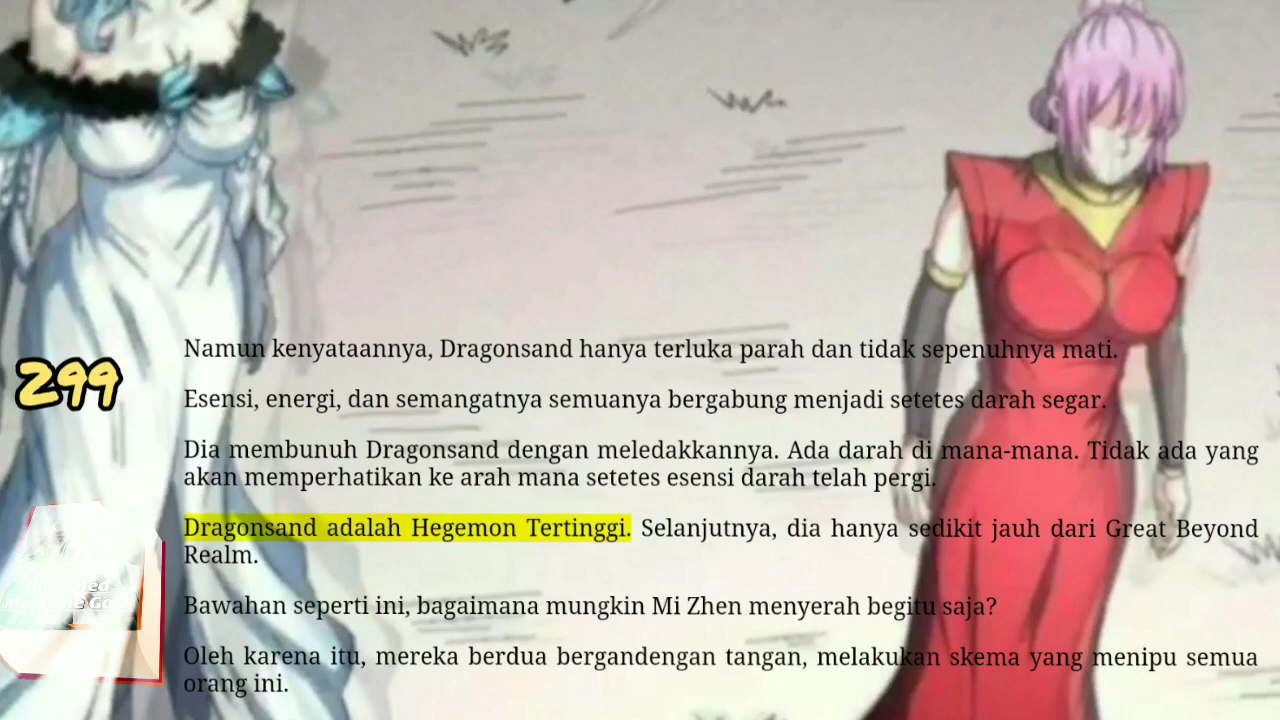 Namun kenyataannya, Dragonsand hanya terluka parah dan tidak sepenuhnya mati.
299
Esensi, energi, dan semangatnya semuanya bergabung menjadi setetes darah segar.
Dia membunuh Dragonsand dengan meledakkannya. Ada darah di mana-mana. Tidak ada yang
akan memperhatikan ke arah mana setetes esensi darah telah pergi.
Dragonsand adalah Hegemon Tertinggi. Selanjutnya, dia hanya sedikit jauh dari Great Beyond
Realm.
Bawahan seperti ini, bagaimana mungkin Mi Zhen menyerah begitu saja?
Oleh karena itu, mereka berdua bergandengan tangan, melakukan skema yang menipu semua
orang ini.